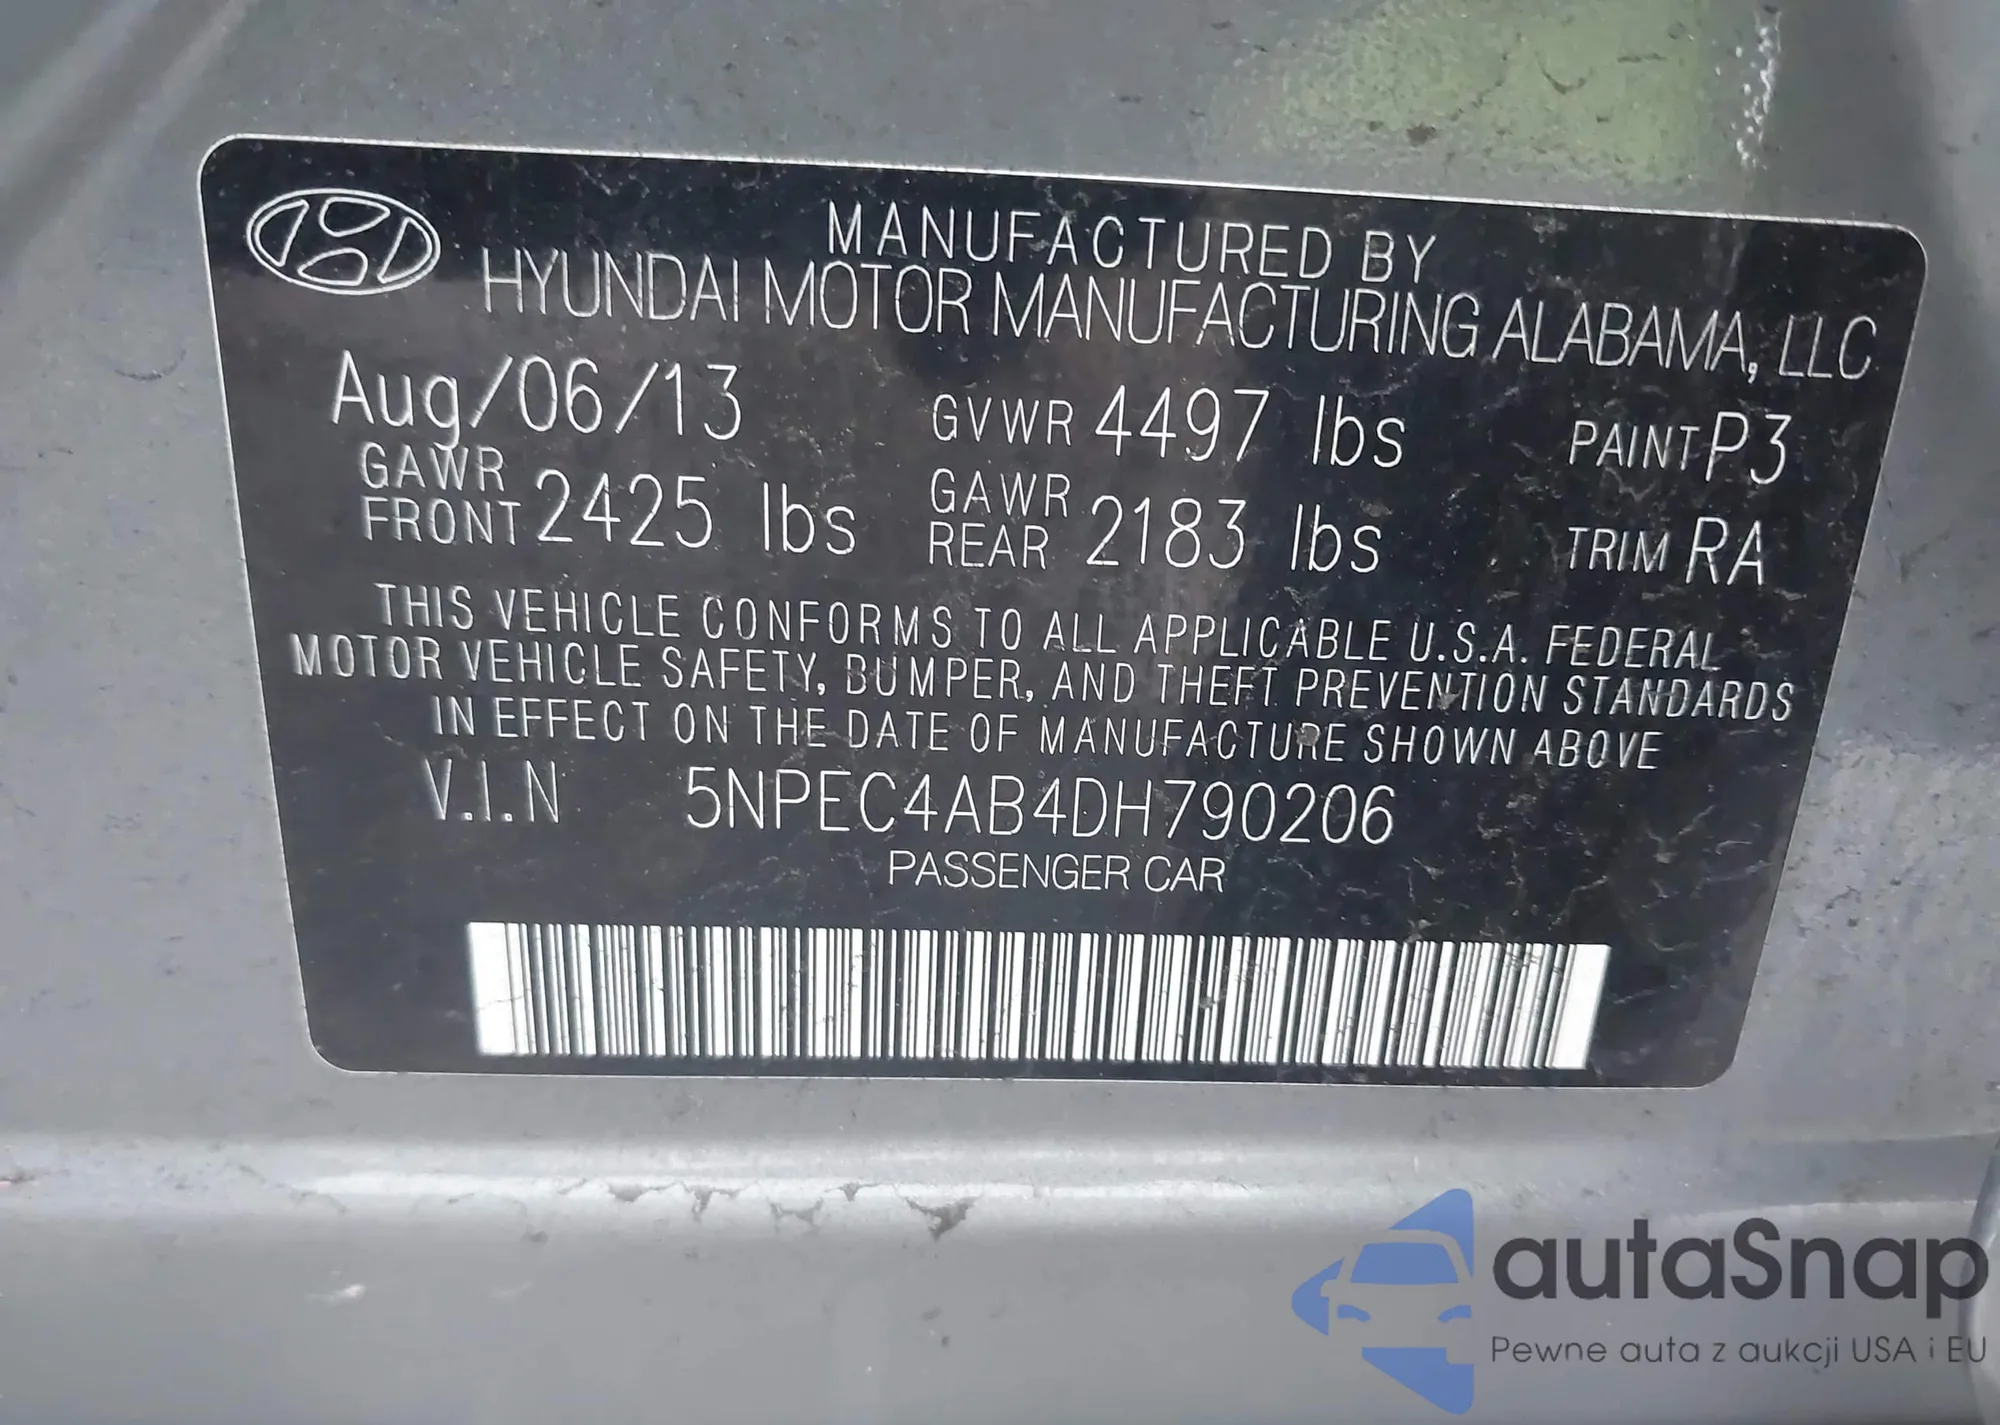 MANUFACTURED BY
HYUNDAI MOTOR MANUFACTURING ALABAMA, LLC
Aug/06/13 GVWR 4497 lbs PAINT P3
GAWR FRONT 2425 lbs GAWR REAR 2183 lbs TRIM RA
THIS VEHICLE CONFORMS TO ALL APPLICABLE U.S.A. FEDERAL
MOTOR VEHICLE SAFETY, BUMPER, AND THEFT PREVENTION STANDARDS
IN EFFECT ON THE DATE OF MANUFACTURE SHOWN ABOVE
V.I.N 5NPEC4AB4DH790206
PASSENGER CAR
autoSnap
Pewne auta z aukcji USA i EU